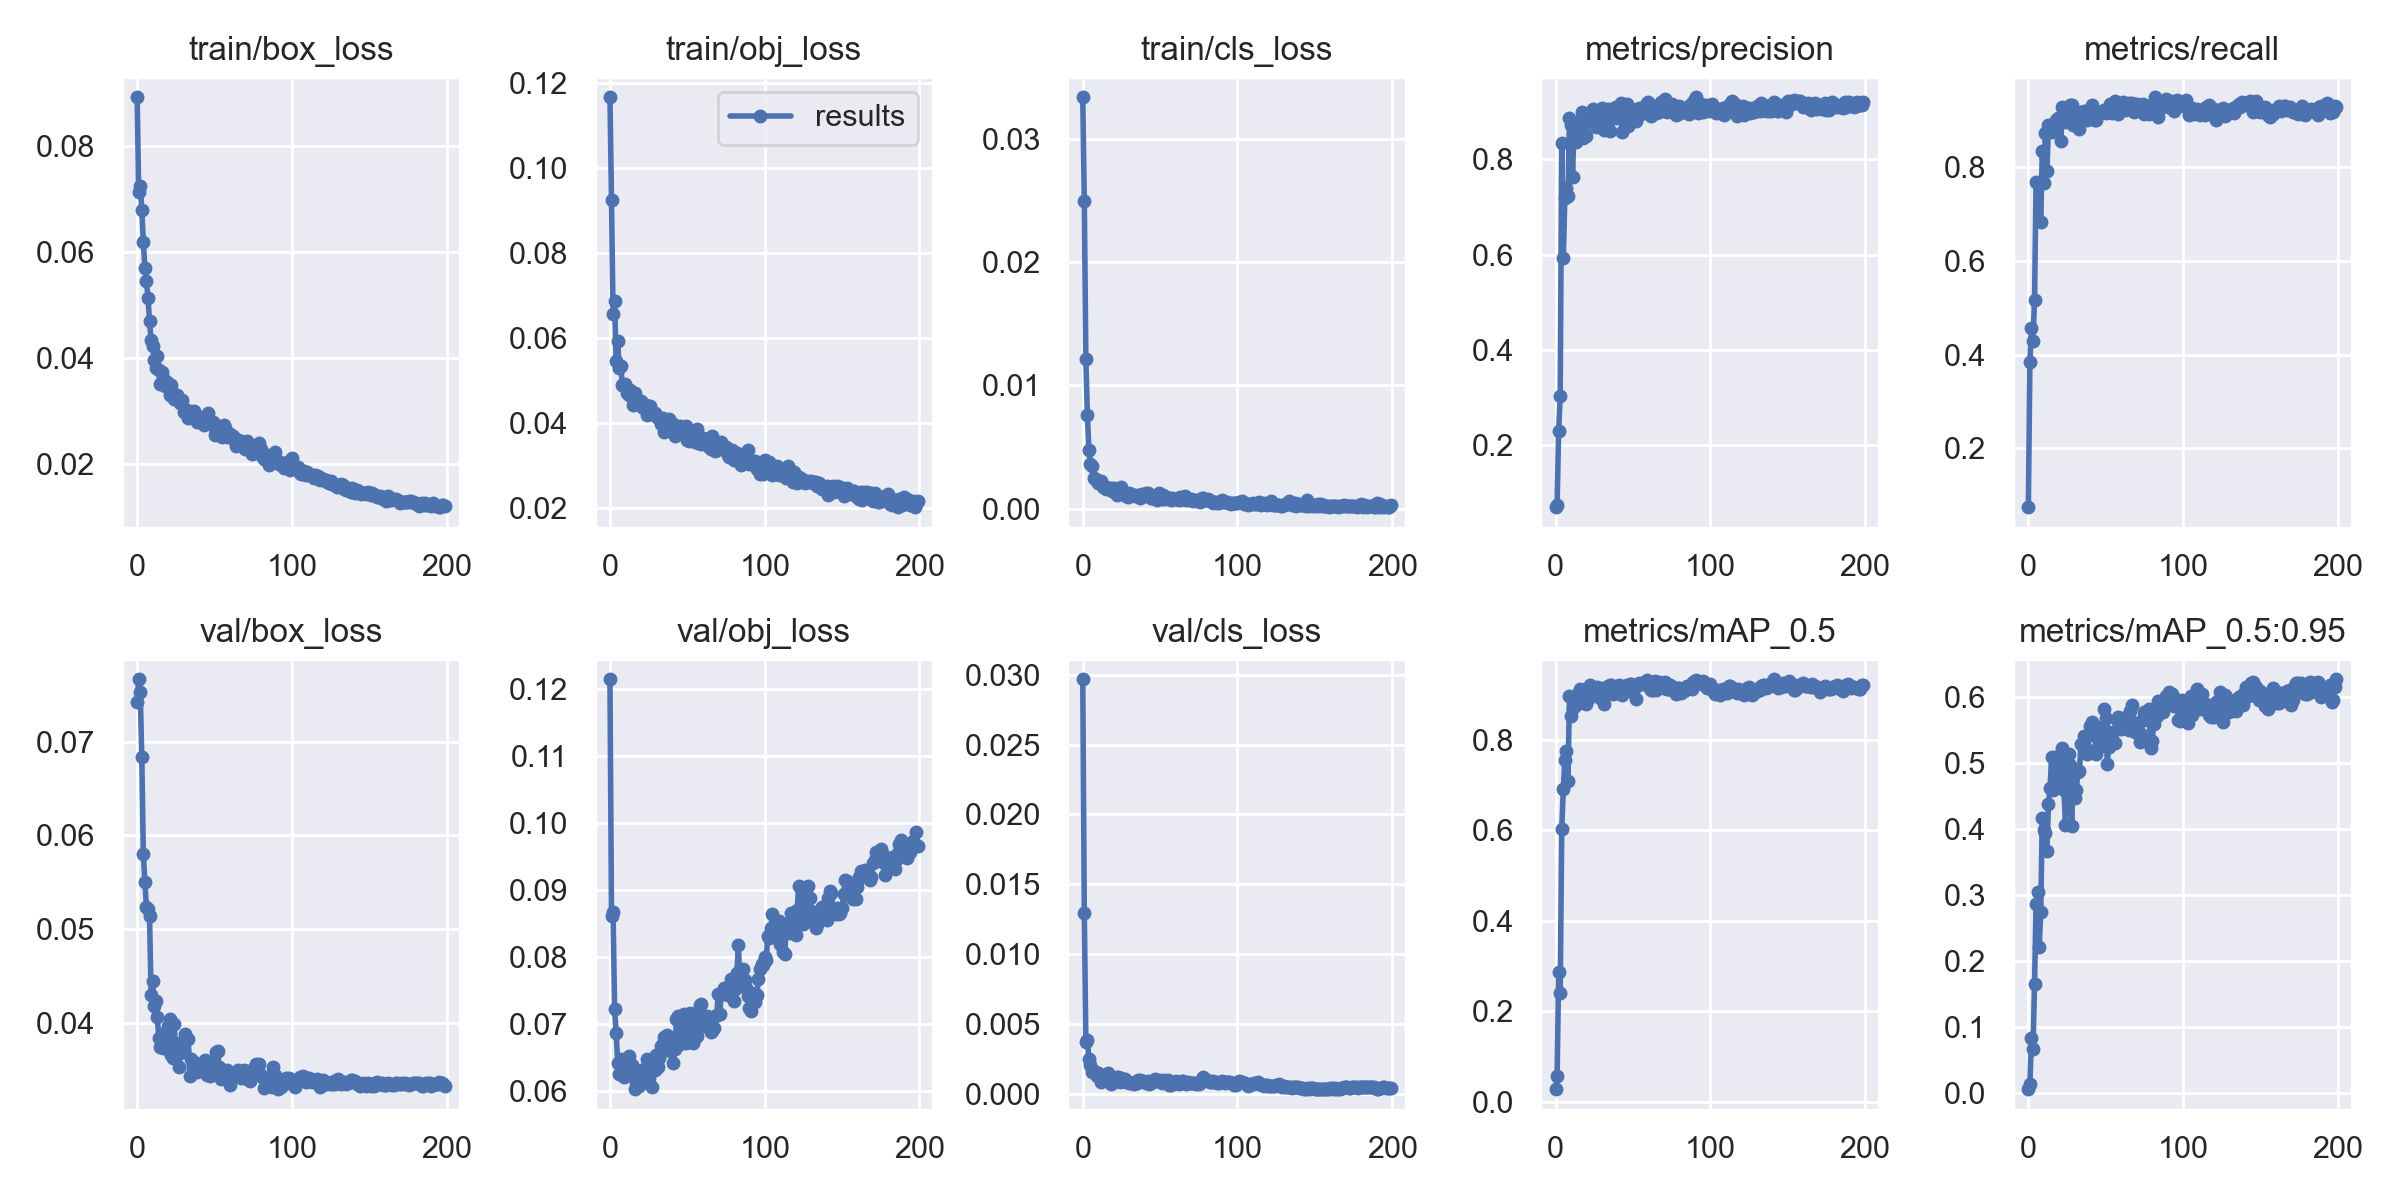 train/box_loss
0.08
0.06
0.04
0.02
0 100 200
train/obj_loss
results
0.12
0.10
0.08
0.06
0.04
0.02
0 100 200
train/cls_loss
0.03
0.02
0.01
0.00
0 100 200
metrics/precision
0.8
0.6
0.4
0.2
0 100 200
metrics/recall
0.8
0.6
0.4
0.2
0 100 200
val/box_loss
0.07
0.06
0.05
0.04
0 100 200
val/obj_loss
0.12
0.11
0.10
0.09
0.08
0.07
0.06
0 100 200
val/cls_loss
0.030
0.025
0.020
0.015
0.010
0.005
0.000
0 100 200
metrics/mAP_0.5
0.8
0.6
0.4
0.2
0.0
0 100 200
metrics/mAP_0.5:0.95
0.6
0.5
0.4
0.3
0.2
0.1
0.0
0 100 200